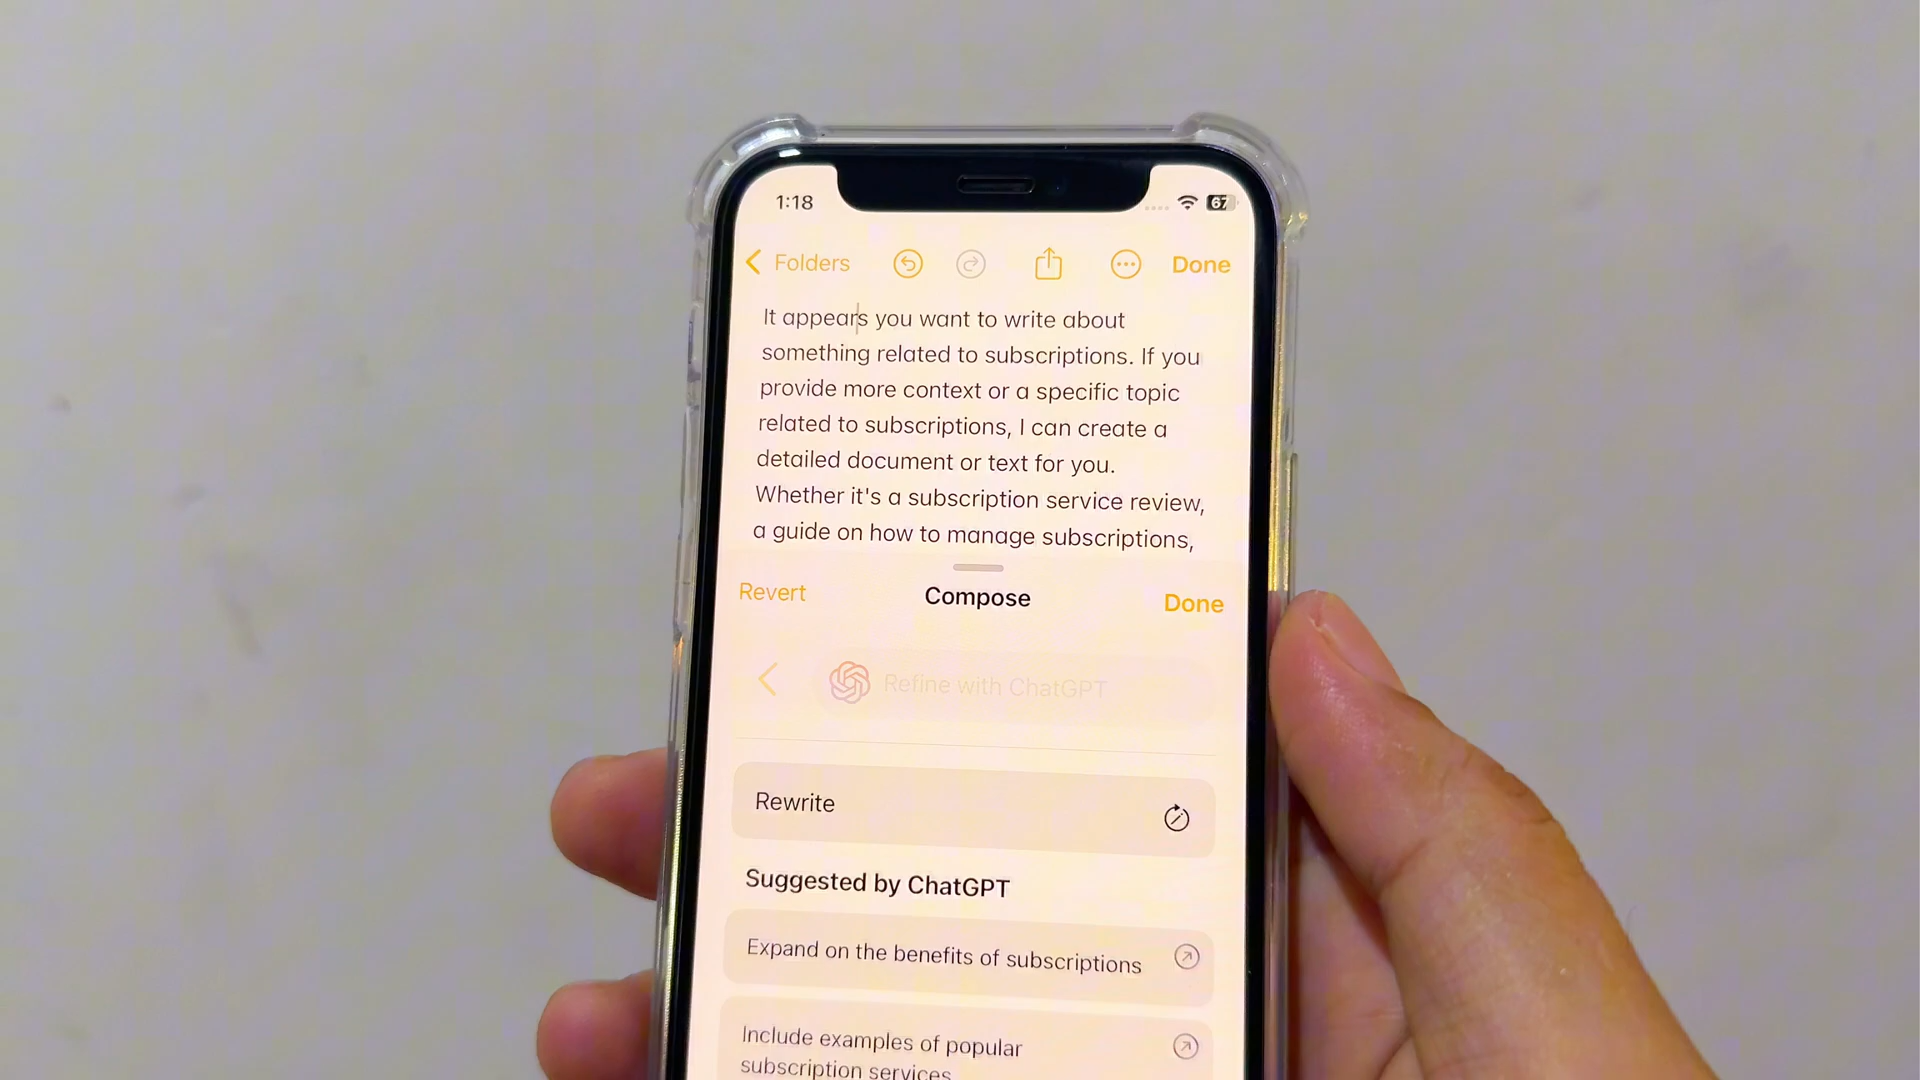 1:18
67
Folders
Done
It appears you want to write about
something related to subscriptions. If you
provide more context or a specific topic
related to subscriptions, I can create a
detailed document or text for you.
Whether it's a subscription service review,
a guide on how to manage subscriptions,
Revert
Compose
Done
Refine with ChatGPT
Rewrite
Suggested by ChatGPT
Expand on the benefits of subscriptions
Include examples of popular
subscription services